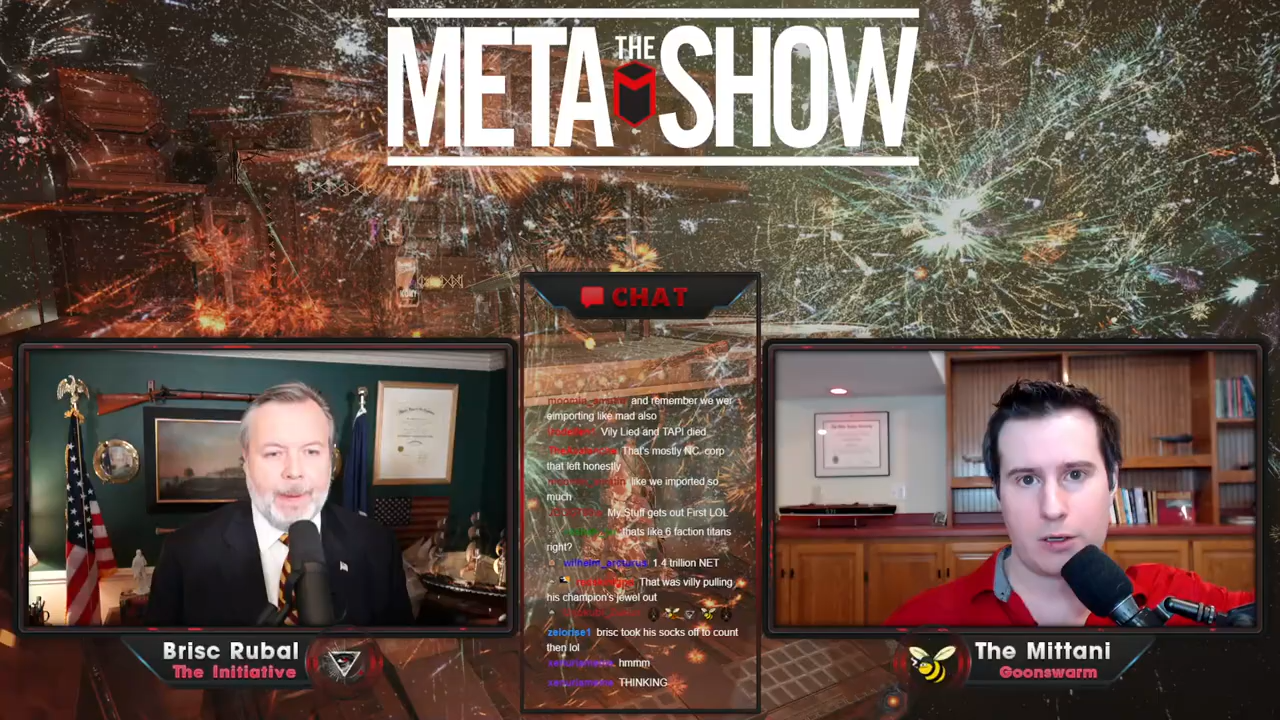 THE
META SHOW
CHAT
and remember we wer
eimporting like mad also
Vily Lied and TAPI died
That's mostly NC. corp
that left honestly
like we imported so
much
My Stuff gets out First LOL
thats like 6 faction titans
right?
wilhelm_arcturus 1.4 trillion NET
That was villy pulling
his champion's jewel out
zelorise1 brisc took his socks off to count
then lol
hmmm
THINKING
Brisc Rubal
The Initiative
The Mittani
Goonswarm